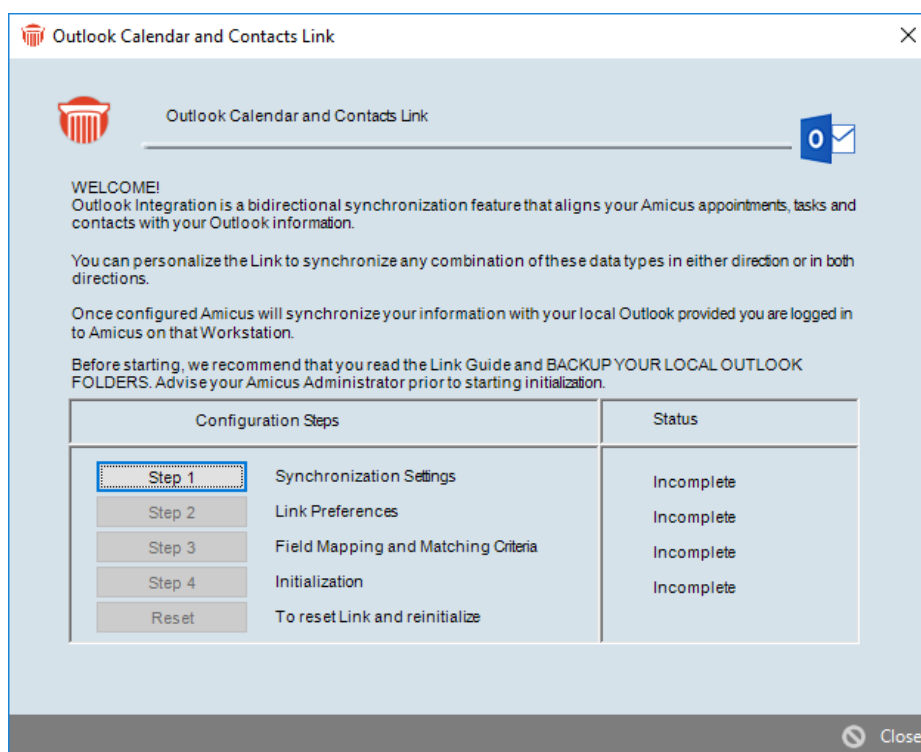 Outlook Calendar and Contacts Link
Outlook Calendar and Contacts Link
WELCOME!
Outlook Integration is a bidirectional synchronization feature that aligns your Amicus appointments, tasks and
contacts with your Outlook information.
You can personalize the Link to synchronize any combination of these data types in either direction or in both
directions.
Once configured Amicus will synchronize your information with your local Outlook provided you are logged in
to Amicus on that Workstation.
Before starting, we recommend that you read the Link Guide and BACKUP YOUR LOCAL OUTLOOK
FOLDERS. Advise your Amicus Administrator prior to starting initialization.
Configuration Steps Status
Step 1 Synchronization Settings Incomplete
Step 2 Link Preferences Incomplete
Step 3 Field Mapping and Matching Criteria Incomplete
Step 4 Initialization Incomplete
Reset To reset Link and reinitialize
Close